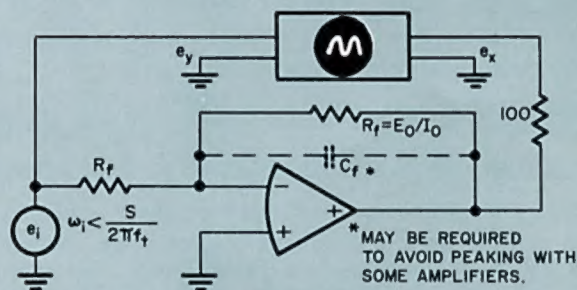 e_y
e_x
R_f=E_O/I_O
100
C_f *
R_f
e_i
ω_i < S/2πf_t
−
+
+
* MAY BE REQUIRED
TO AVOID PEAKING WITH
SOME AMPLIFIERS.